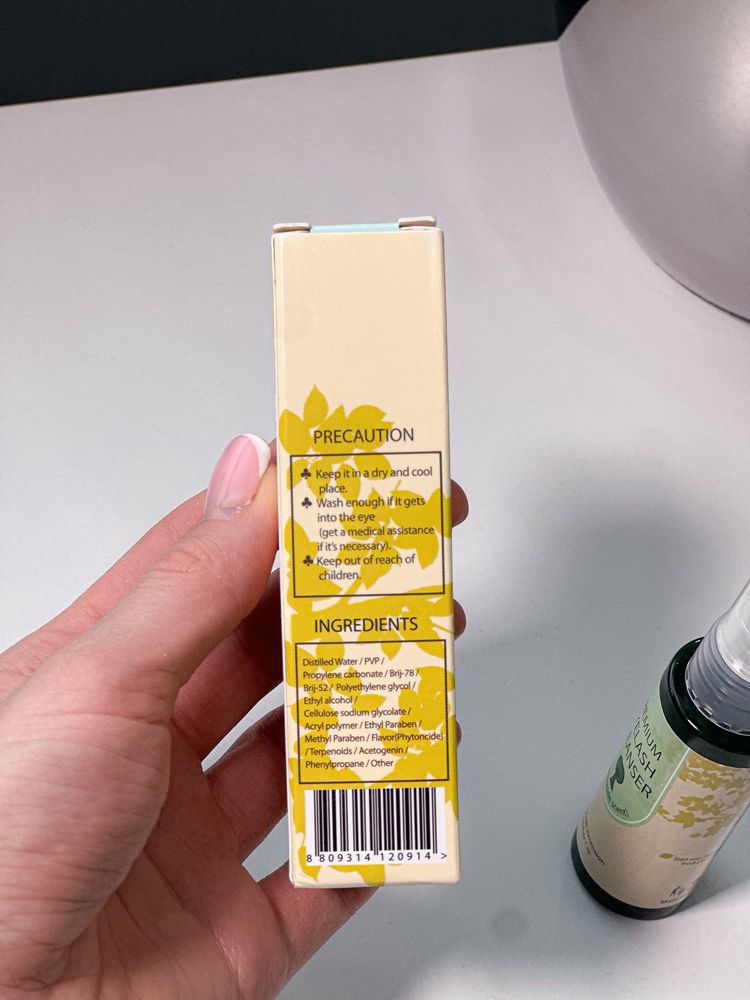 PRECAUTION
♣ Keep it in a dry and cool
place.
♣ Wash enough if it gets
into the eye
(get a medical assistance
if it's necessary).
♣ Keep out of reach of
children.
INGREDIENTS
Distilled Water / PVP /
Propylene carbonate / Brij-78 /
Brij-52 / Polyethylene glycol /
Ethyl alcohol /
Cellulose sodium glycolate /
Acryl polymer / Ethyl Paraben /
Methyl Paraben / Flavor(Phytoncide)
/ Terpenoids / Acetogenin /
Phenylpropane / Other
8 809314 120914 >
MIUM
LASH
ANSER
Start your